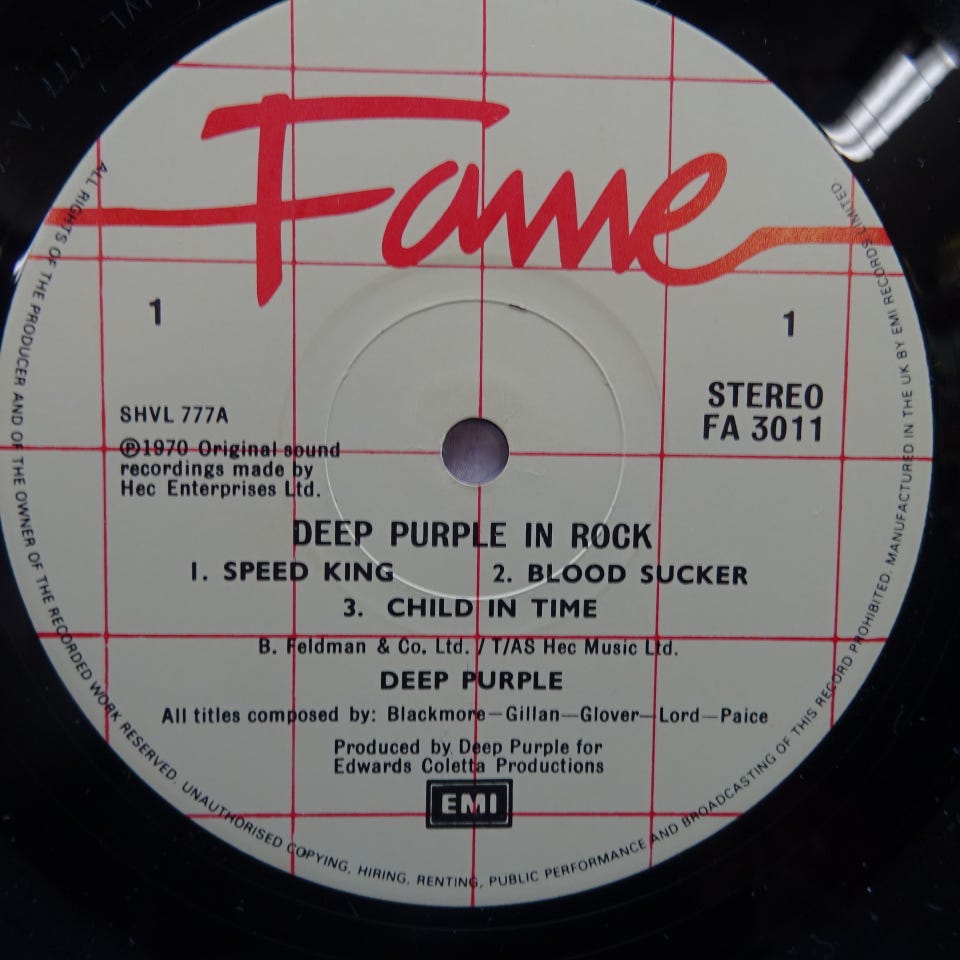 Fame
1
1
SHVL 777A
STEREO
FA 3011
℗1970 Original sound
recordings made by
Hec Enterprises Ltd.
DEEP PURPLE IN ROCK
1. SPEED KING 2. BLOOD SUCKER
3. CHILD IN TIME
B. Feldman & Co. Ltd. / T/AS Hec Music Ltd.
DEEP PURPLE
All titles composed by: Blackmore—Gillan—Glover—Lord—Paice
Produced by Deep Purple for
Edwards Coletta Productions
EMI
ALL RIGHTS OF THE PRODUCER AND OF THE OWNER OF THE RECORDED WORK RESERVED. UNAUTHORISED COPYING, HIRING, RENTING, PUBLIC PERFORMANCE AND BROADCASTING OF THIS RECORD PROHIBITED. MANUFACTURED IN THE UK BY EMI RECORDS LIMITED.